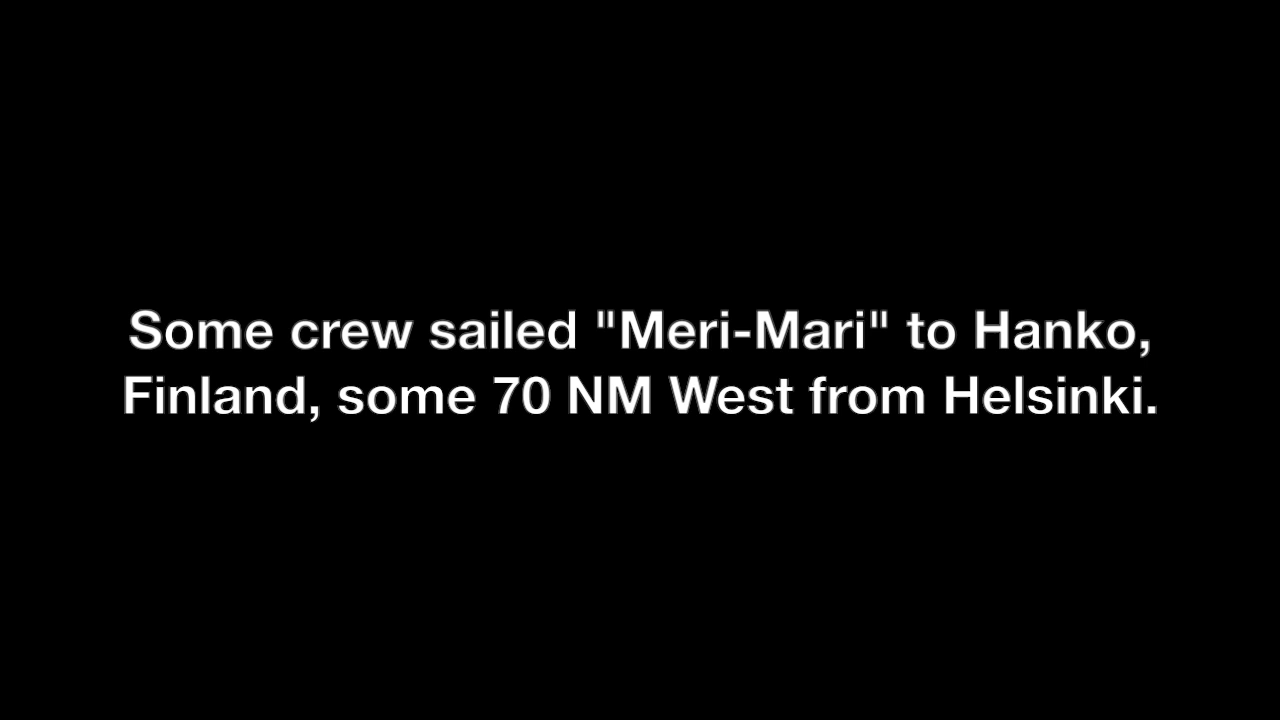 Some crew sailed "Meri-Mari" to Hanko,
Finland, some 70 NM West from Helsinki.